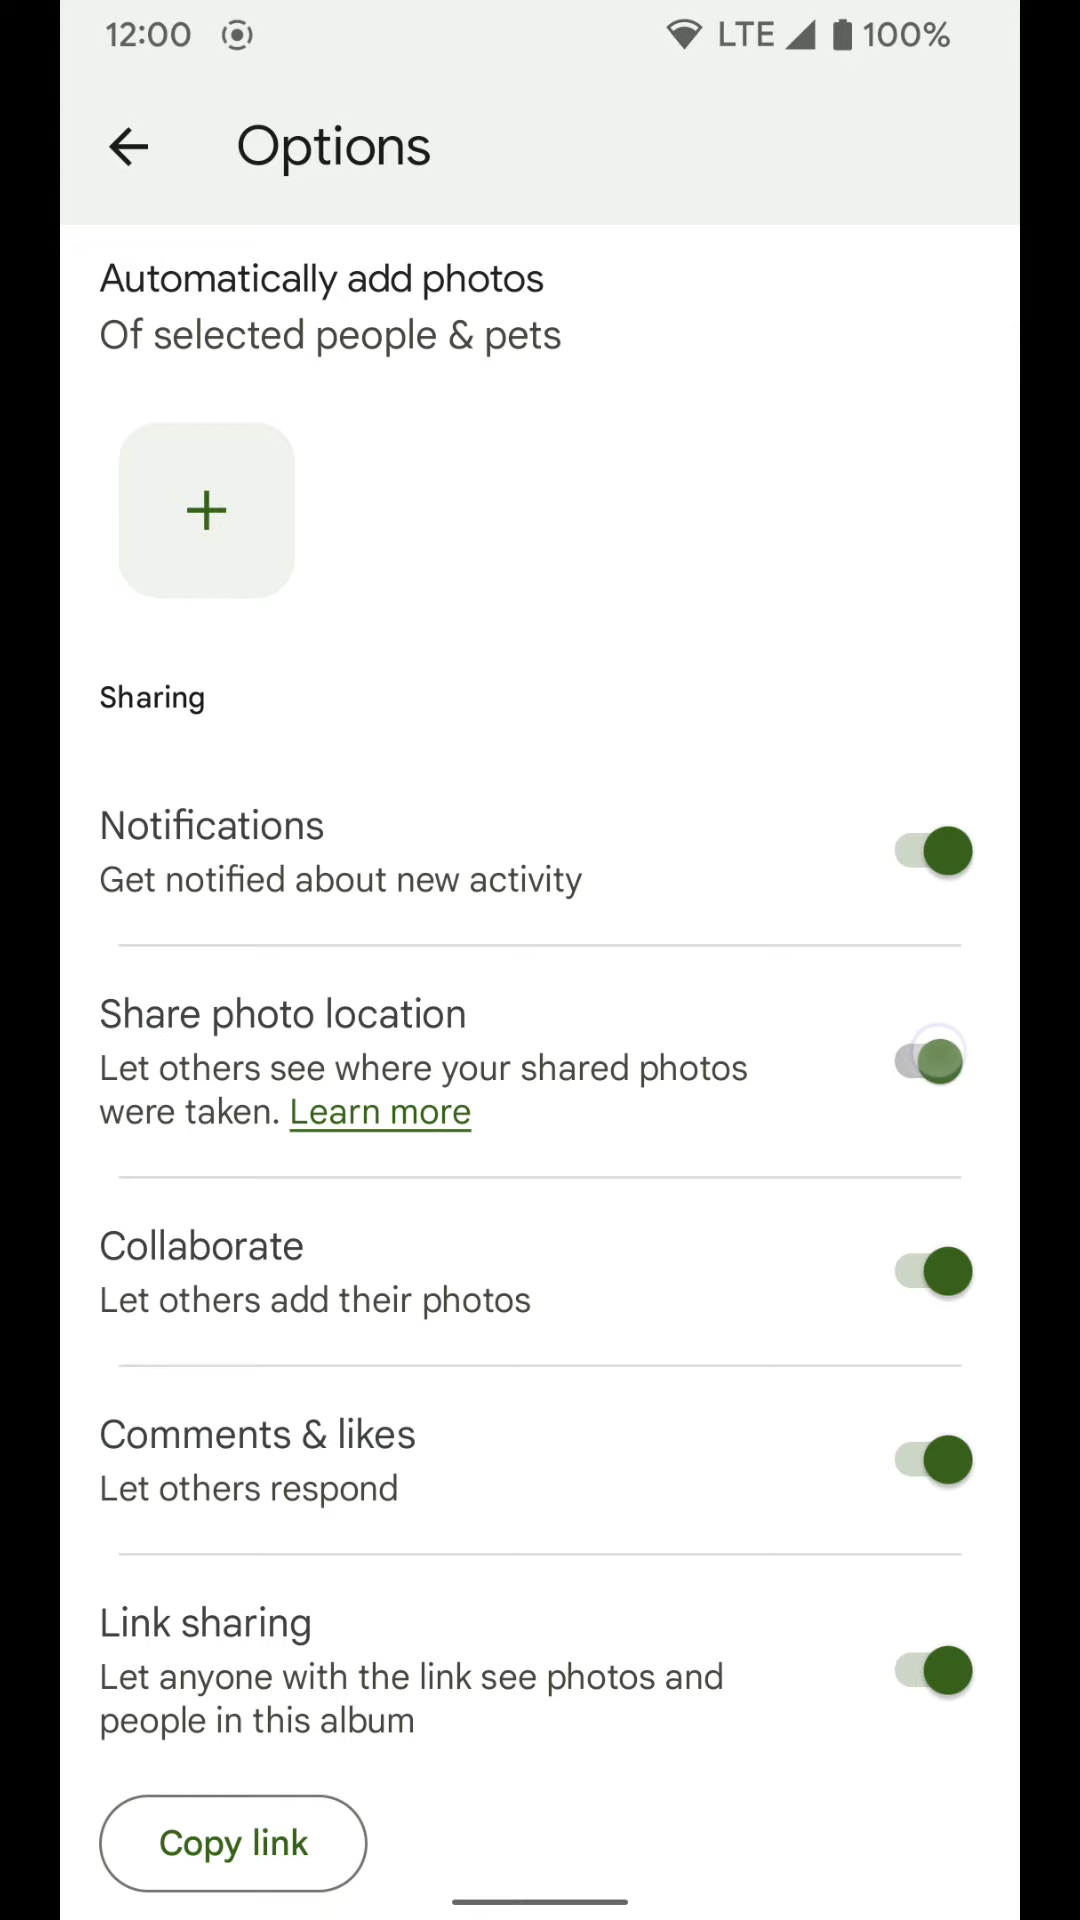 12:00 LTE 100%
Options
Automatically add photos
Of selected people & pets
Sharing
Notifications
Get notified about new activity
Share photo location
Let others see where your shared photos
were taken. Learn more
Collaborate
Let others add their photos
Comments & likes
Let others respond
Link sharing
Let anyone with the link see photos and
people in this album
Copy link